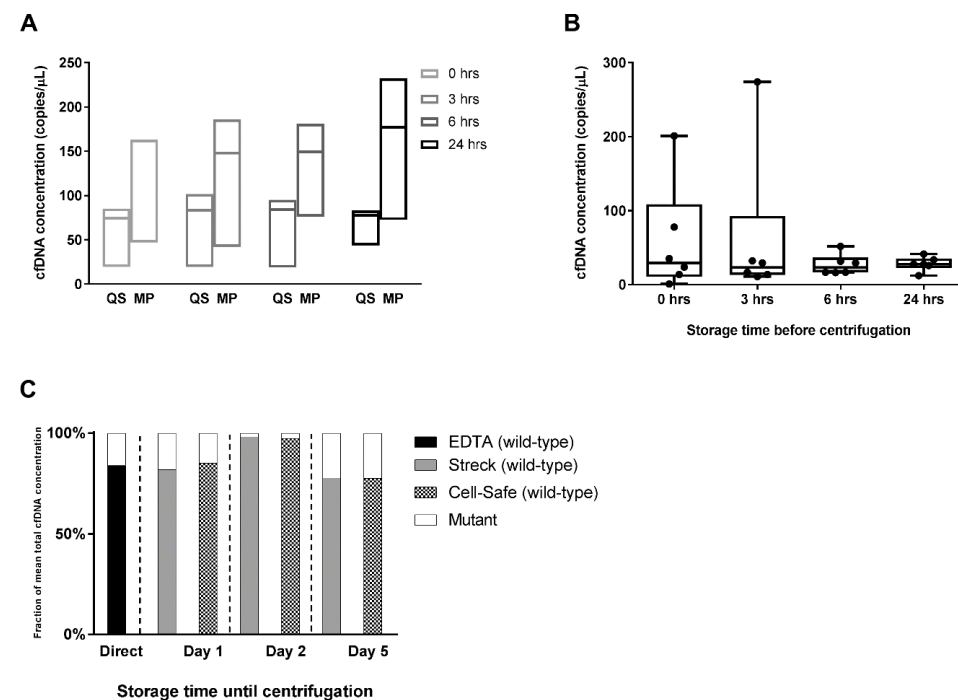 A
cfDNA concentration (copies/µL)
250
200
150
100
50
0
QS MP QS MP QS MP QS MP
0 hrs
3 hrs
6 hrs
24 hrs
B
cfDNA concentration (copies/µL)
300
200
100
0
0 hrs 3 hrs 6 hrs 24 hrs
Storage time before centrifugation
C
Fraction of mean total cfDNA concentration
100%
50%
0%
Direct Day 1 Day 2 Day 5
Storage time until centrifugation
EDTA (wild-type)
Streck (wild-type)
Cell-Safe (wild-type)
Mutant